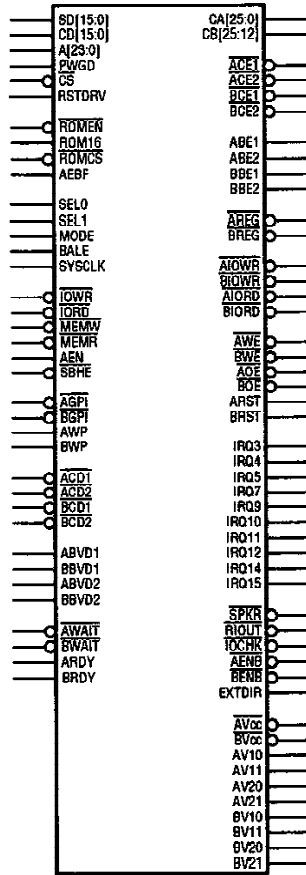 SD[15:0]
CD[15:0]
A[23:0]
PWGD
CS
RSTDRV
ROMEN
ROM16
ROMCS
AEBF
SEL0
SEL1
MODE
BALE
SYSCLK
IOWR
IORD
MEMW
MEMR
AEN
SBHE
AGPI
BGPI
AWP
BWP
ACD1
ACD2
BCD1
BCD2
ABVD1
BBVD1
ABVD2
BBVD2
AWAIT
BWAIT
ARDY
BRDY
CA[25:0]
CB[25:12]
ACE1
ACE2
BCE1
BCE2
ABE1
ABE2
BBE1
BBE2
AREG
BREG
AIOWR
BIOWR
AIORD
BIORD
AWE
BWE
AOE
BOE
ARST
BRST
IRQ3
IRQ4
IRQ5
IRQ7
IRQ9
IRQ10
IRQ11
IRQ12
IRQ14
IRQ15
SPKR
RIOUT
IOCHK
AENB
BENB
EXTDIR
AVcc
BVcc
AV10
AV11
AV20
AV21
BV10
BV11
BV20
BV21